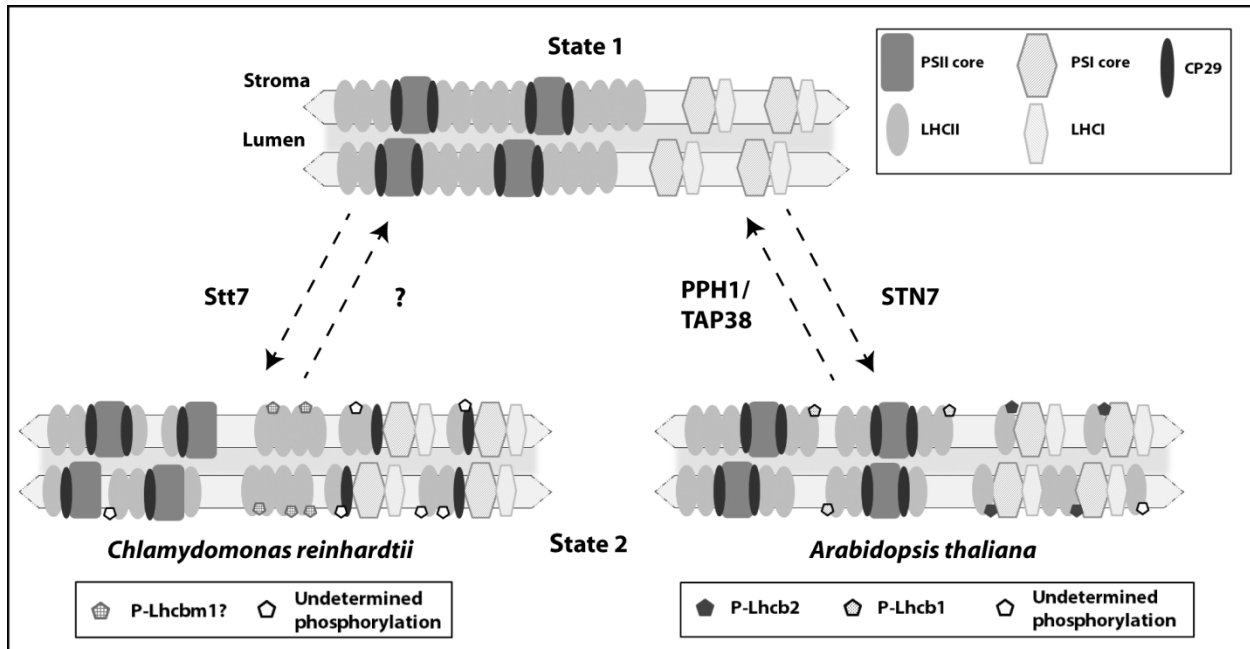 State 1
Stroma
Lumen
PSII core
PSI core
CP29
LHCII
LHCI
Stt7
?
PPH1/
TAP38
STN7
Chlamydomonas reinhardtii
State 2
Arabidopsis thaliana
P-Lhcbm1?
Undetermined
phosphorylation
P-Lhcb2
P-Lhcb1
Undetermined
phosphorylation